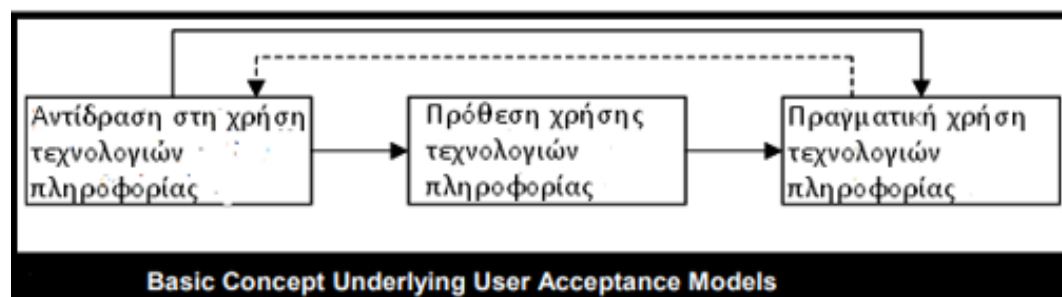 Αντίδραση στη χρήση
τεχνολογιών
πληροφορίας
Πρόθεση χρήσης
τεχνολογιών
πληροφορίας
Πραγματική χρήση
τεχνολογιών
πληροφορίας
Basic Concept Underlying User Acceptance Models